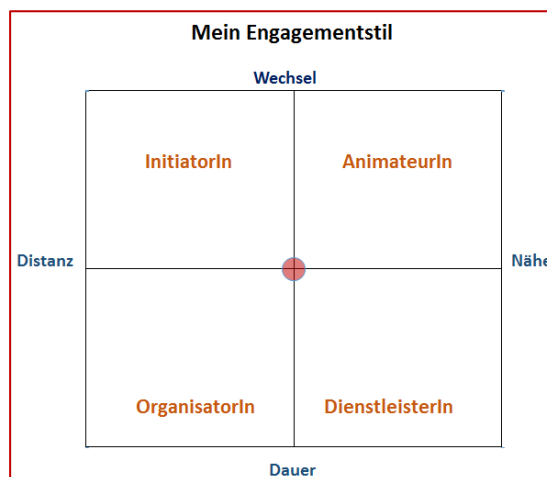 Mein Engagementstil
Wechsel
InitiatorIn AnimateurIn
Distanz Nähe
OrganisatorIn DienstleisterIn
Dauer